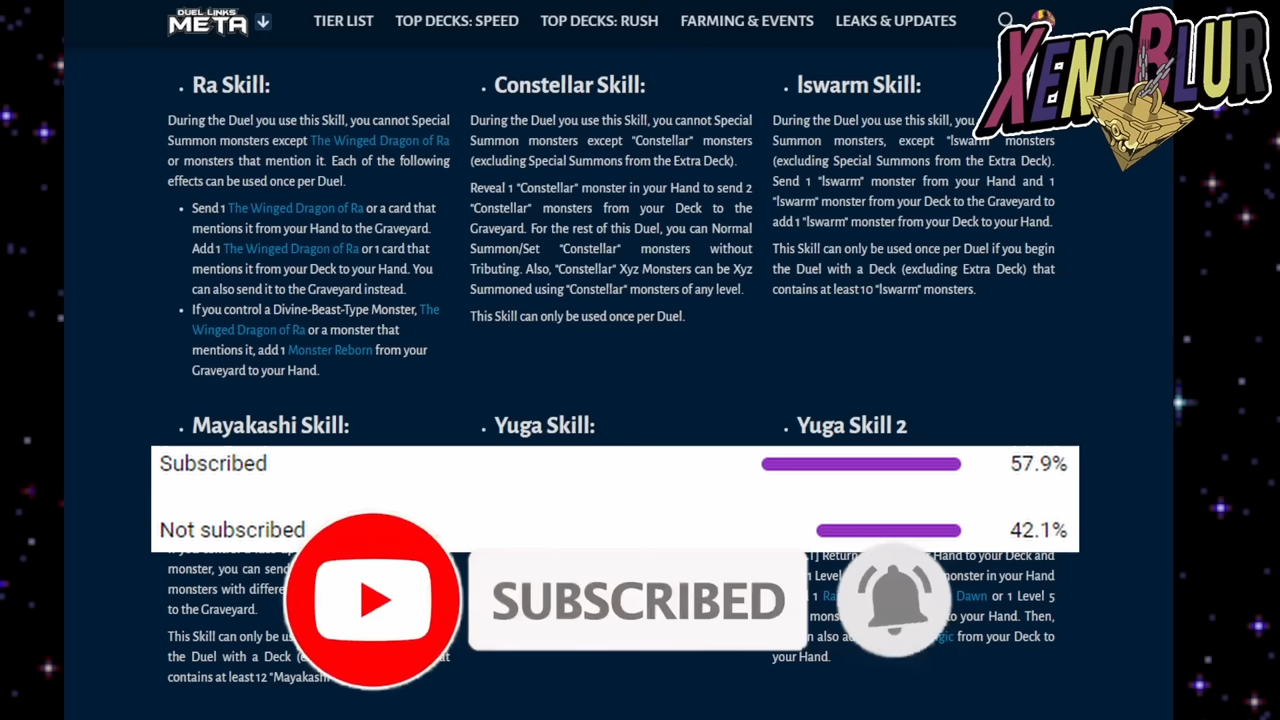 DUEL LINKS
META
TIER LIST
TOP DECKS: SPEED
TOP DECKS: RUSH
FARMING & EVENTS
LEAKS & UPDATES
XENOBLUR
• Ra Skill:
During the Duel you use this Skill, you cannot Special
Summon monsters except The Winged Dragon of Ra
or monsters that mention it. Each of the following
effects can be used once per Duel.
• Send 1 The Winged Dragon of Ra or a card that
mentions it from your Hand to the Graveyard.
Add 1 The Winged Dragon of Ra or 1 card that
mentions it from your Deck to your Hand. You
can also send it to the Graveyard instead.
• If you control a Divine-Beast-Type Monster, The
Winged Dragon of Ra or a monster that
mentions it, add 1 Monster Reborn from your
Graveyard to your Hand.
• Constellar Skill:
During the Duel you use this Skill, you cannot Special
Summon monsters except "Constellar" monsters
(excluding Special Summons from the Extra Deck).
Reveal 1 "Constellar" monster in your Hand to send 2
"Constellar" monsters from your Deck to the
Graveyard. For the rest of this Duel, you can Normal
Summon/Set "Constellar" monsters without
Tributing. Also, "Constellar" Xyz Monsters can be Xyz
Summoned using "Constellar" monsters of any level.
This Skill can only be used once per Duel.
• lswarm Skill:
During the Duel you use this skill, you
Summon monsters, except "lswarm" monsters
(excluding Special Summons from the Extra Deck).
Send 1 "lswarm" monster from your Hand and 1
"lswarm" monster from your Deck to the Graveyard to
add 1 "lswarm" monster from your Deck to your Hand.
This Skill can only be used once per Duel if you begin
the Duel with a Deck (excluding Extra Deck) that
contains at least 10 "lswarm" monsters.
• Mayakashi Skill:
• Yuga Skill:
• Yuga Skill 2
Subscribed 57.9%
Not subscribed 42.1%
monster, you can send
monsters with
to the Graveyard.
This Skill can only be
the Duel with a Deck
contains at least 12
SUBSCRIBED
Hand to your Deck and
1 Level monster in your Hand
1 Dawn or 1 Level 5
to your Hand. Then,
also from your Deck to
your Hand.